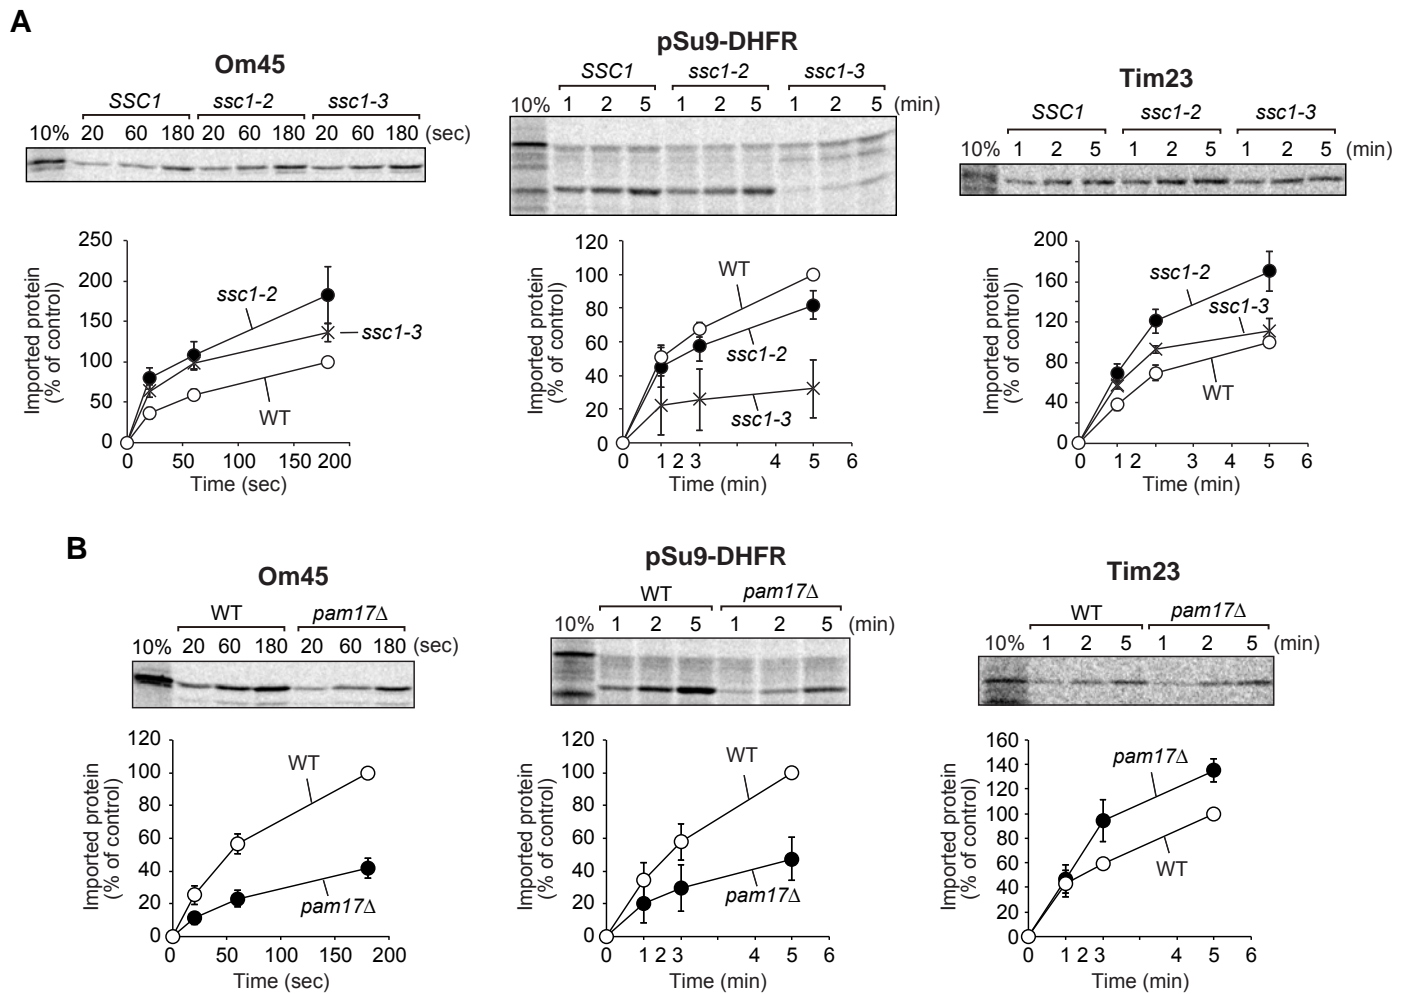 A
Om45
SSC1 ssc1-2 ssc1-3
10% 20 60 180 20 60 180 20 60 180 (sec)
250
200
150
100
50
0
Imported protein
(% of control)
ssc1-2
ssc1-3
WT
0 50 100 150 200
Time (sec)
pSu9-DHFR
SSC1 ssc1-2 ssc1-3
10% 1 2 5 1 2 5 1 2 5 (min)
120
100
80
60
40
20
0
Imported protein
(% of control)
WT
ssc1-2
ssc1-3
0 1 2 3 4 5 6
Time (min)
Tim23
SSC1 ssc1-2 ssc1-3
10% 1 2 5 1 2 5 1 2 5 (min)
200
160
120
80
40
0
Imported protein
(% of control)
ssc1-2
ssc1-3
WT
0 1 2 3 4 5 6
Time (min)
B
Om45
WT pam17Δ
10% 20 60 180 20 60 180 (sec)
120
100
80
60
40
20
0
Imported protein
(% of control)
WT
pam17Δ
0 50 100 150 200
Time (sec)
pSu9-DHFR
WT pam17Δ
10% 1 2 5 1 2 5 (min)
120
100
80
60
40
20
0
Imported protein
(% of control)
WT
pam17Δ
0 1 2 3 4 5 6
Time (min)
Tim23
WT pam17Δ
10% 1 2 5 1 2 5 (min)
160
140
120
100
80
60
40
20
0
Imported protein
(% of control)
pam17Δ
WT
0 1 2 3 4 5 6
Time (min)